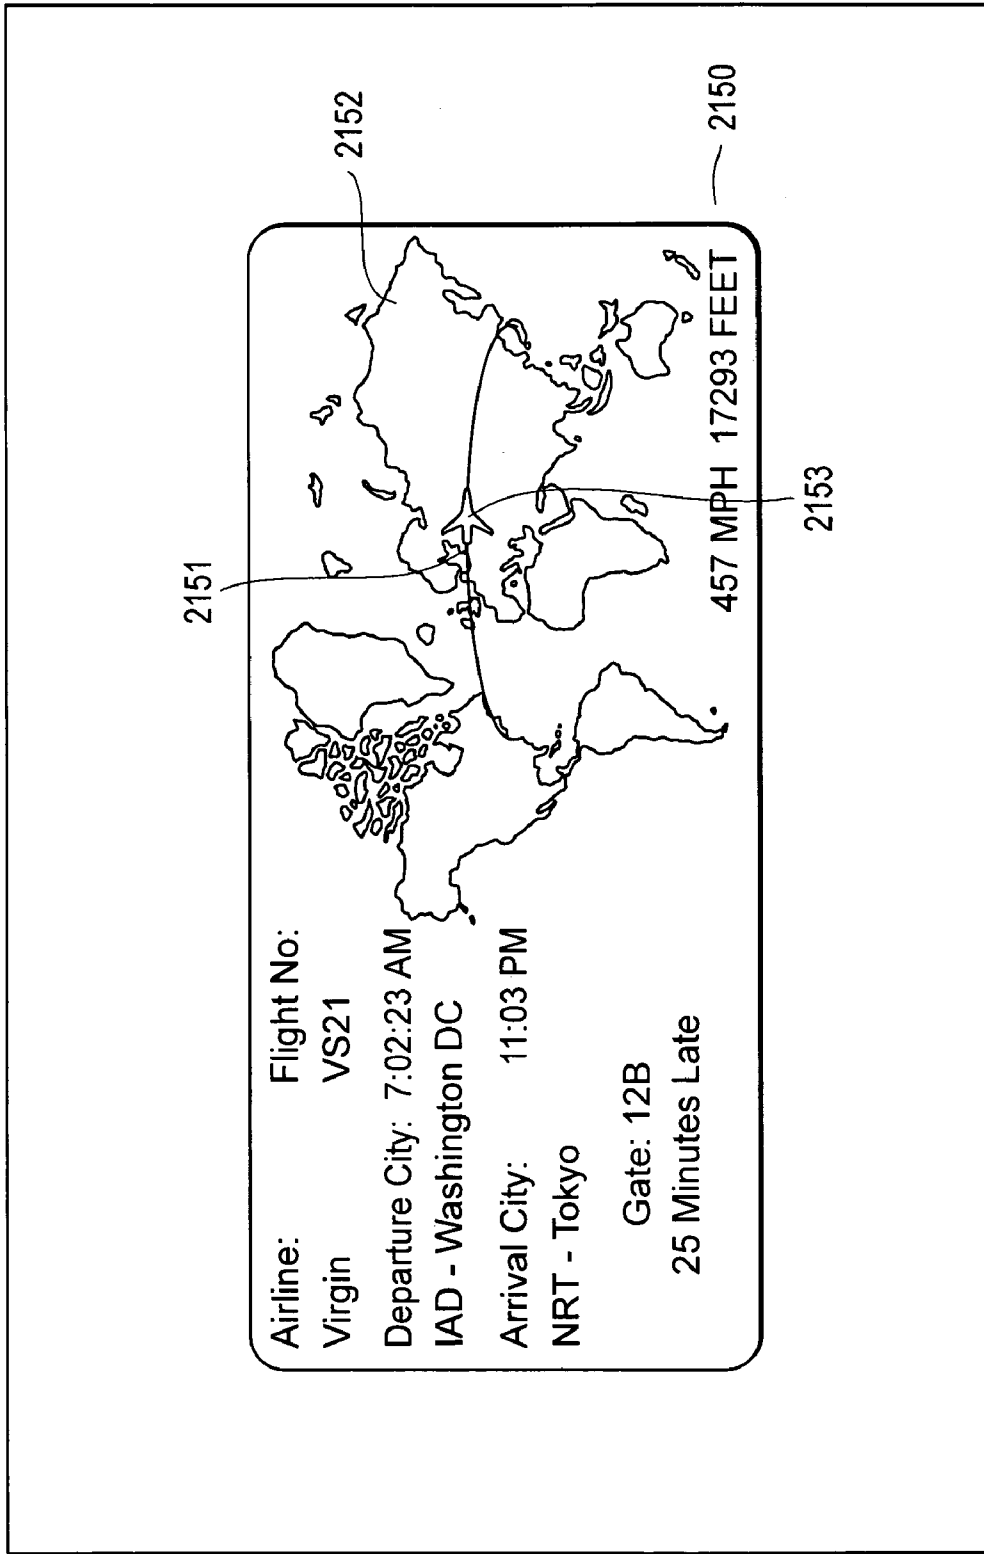 Airline: Flight No:
Virgin VS21
Departure City: 7:02:23 AM
IAD - Washington DC
Arrival City: 11:03 PM
NRT - Tokyo
Gate: 12B
25 Minutes Late
457 MPH 17293 FEET
2151
2152
2153
2150